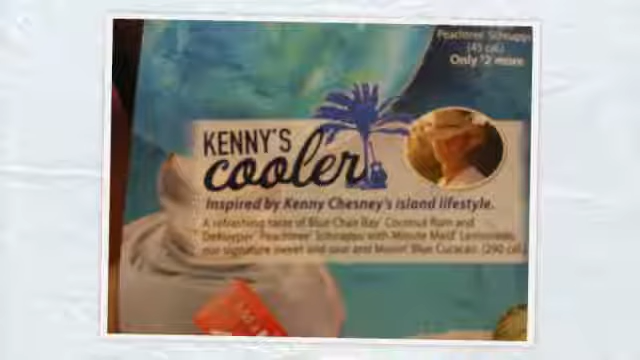 Peachtree Schnapps
(45 cal.)
Only $2 more
KENNY'S
cooler
Inspired by Kenny Chesney's island lifestyle.
A refreshing taste of Blue Chair Bay® Coconut Rum and
DeKuyper® Peachtree® Schnapps with Minute Maid® Lemonade,
our signature sweet and sour and Monin® Blue Curacao. (290 cal.)